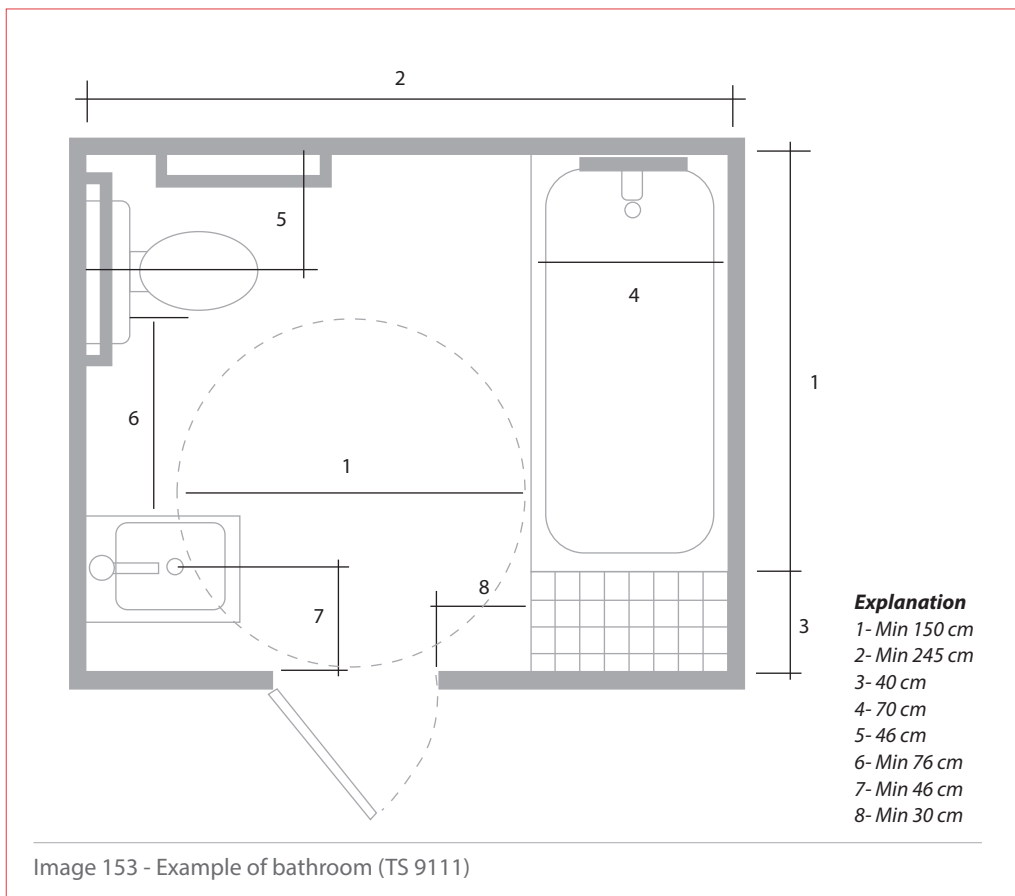 2
5
4
1
6
1
8
7
3
Explanation
1- Min 150 cm
2- Min 245 cm
3- 40 cm
4- 70 cm
5- 46 cm
6- Min 76 cm
7- Min 46 cm
8- Min 30 cm
Image 153 - Example of bathroom (TS 9111)